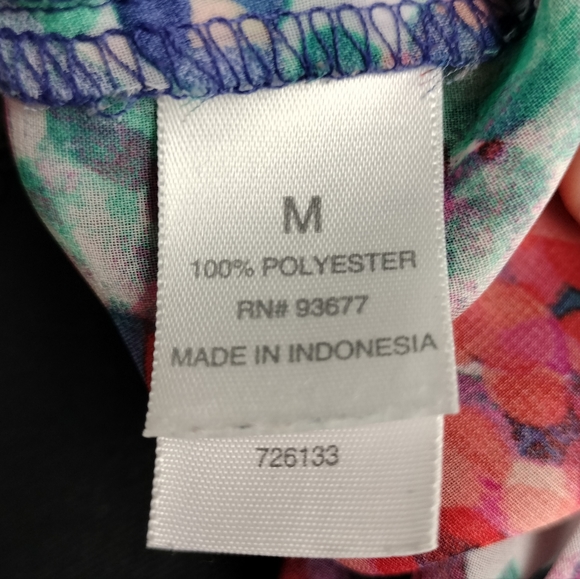 M
100% POLYESTER
RN# 93677
MADE IN INDONESIA
726133